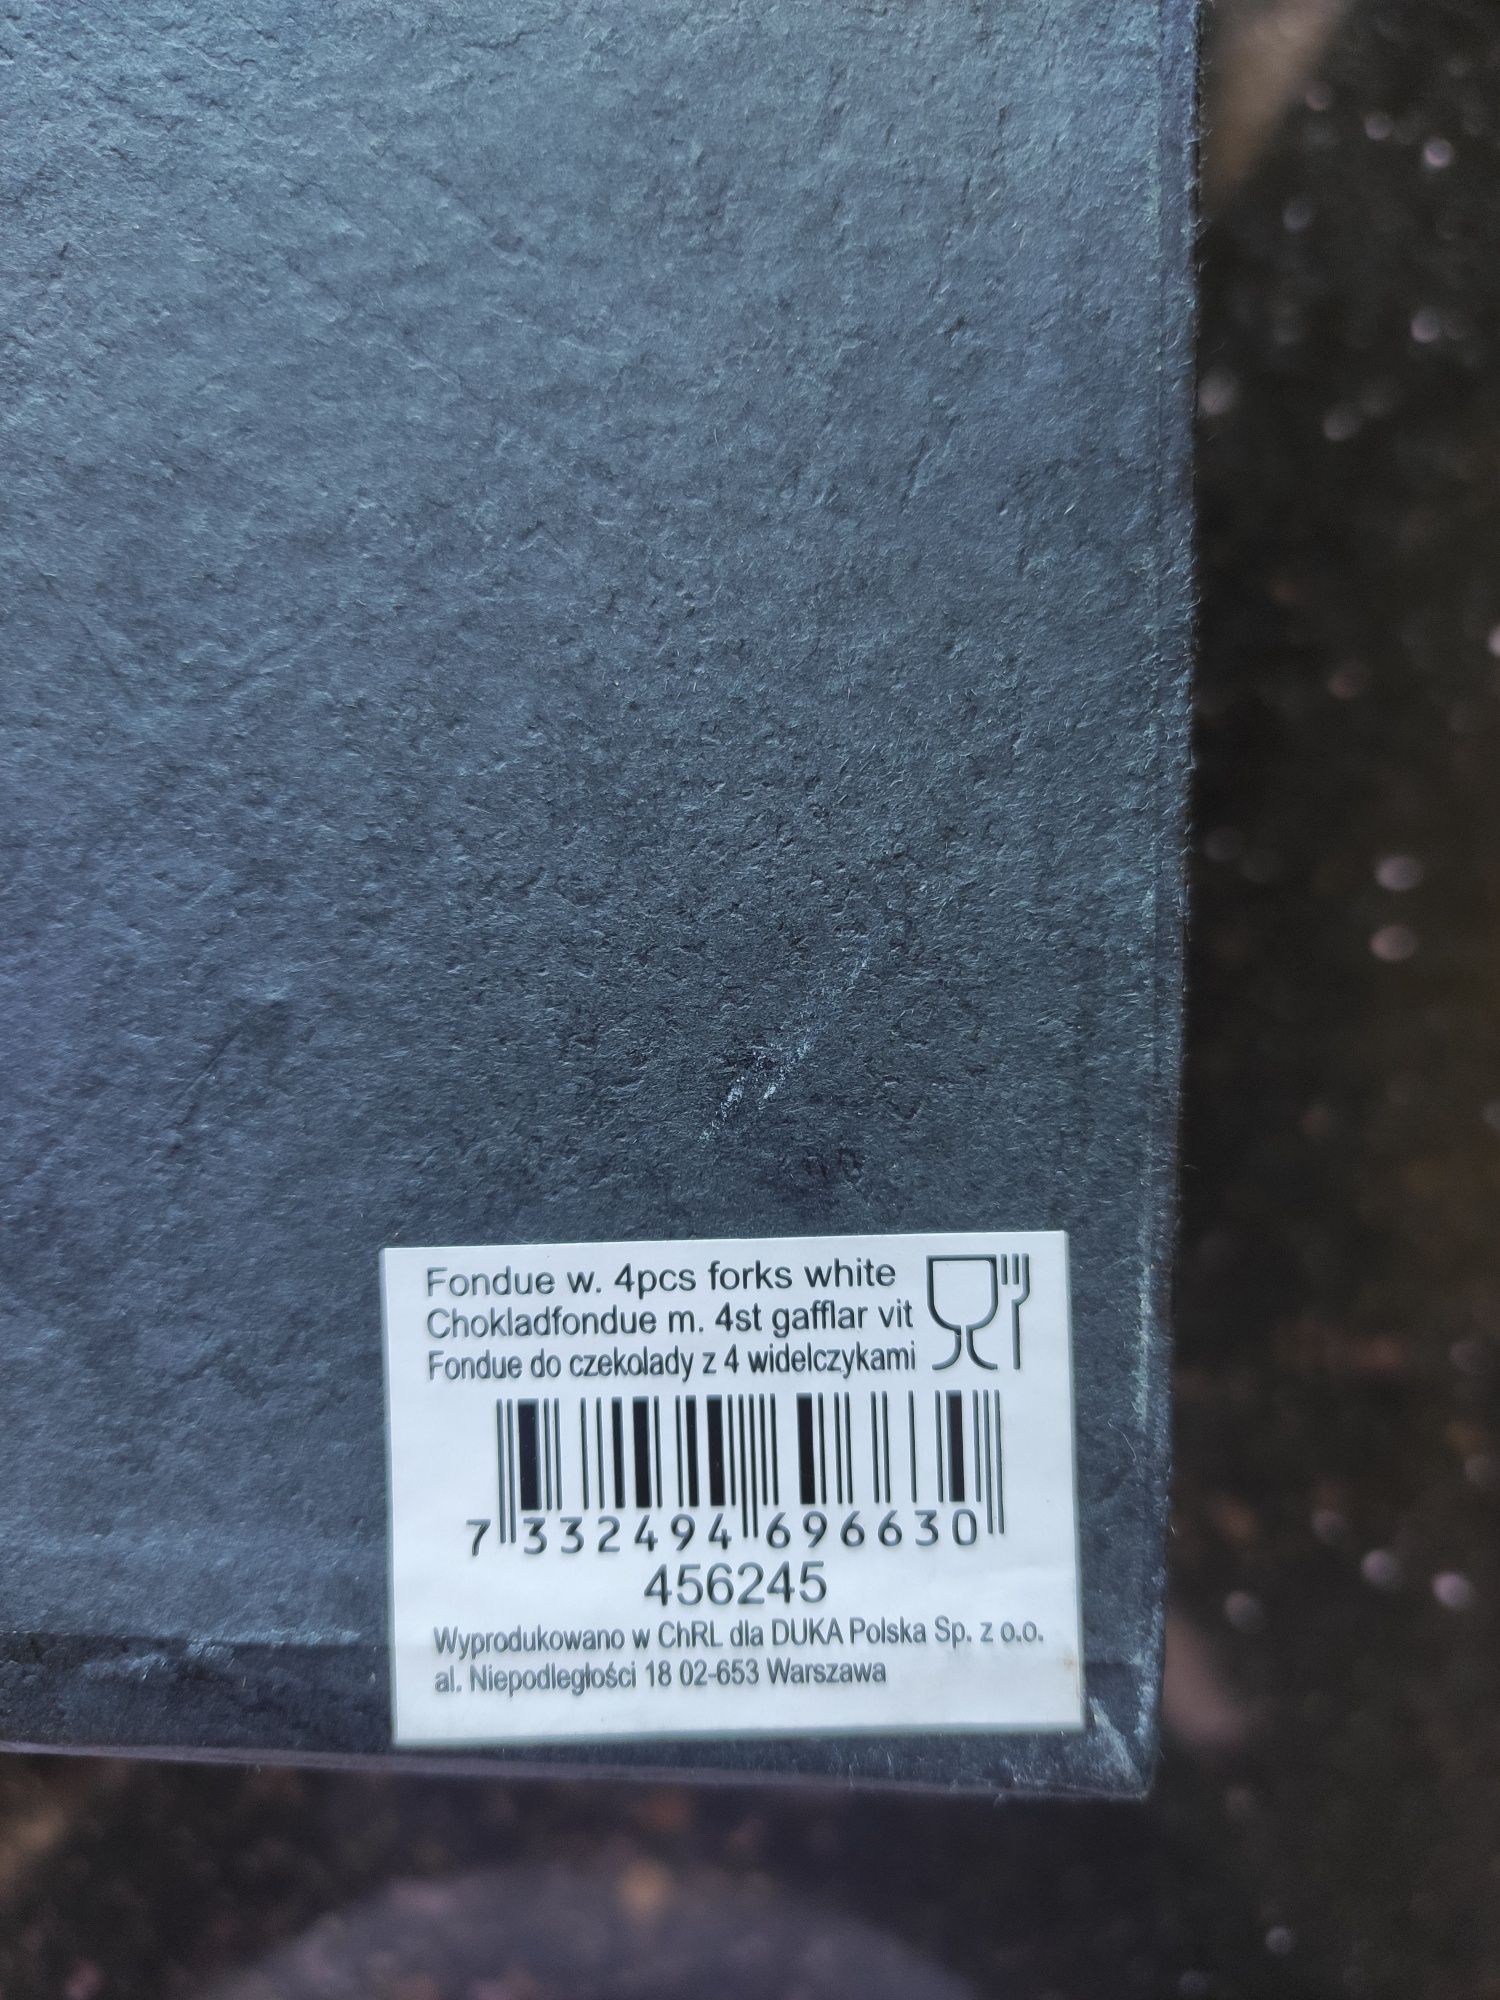 Fondue w. 4pcs forks white
Chokladfondue m. 4st gafflar vit
Fondue do czekolady z 4 widelczykami
7 332494 696630
456245
Wyprodukowano w ChRL dla DUKA Polska Sp. z o.o.
al. Niepodległości 18 02-653 Warszawa